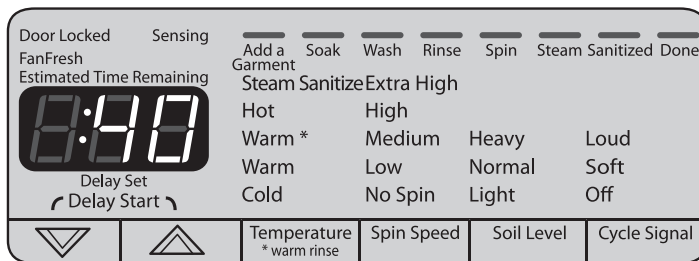 Door Locked Sensing
FanFresh
Estimated Time Remaining
:40
Delay Set
Delay Start
Add a Garment Soak Wash Rinse Spin Steam Sanitized Done
Steam Sanitize Extra High
Hot High
Warm * Medium Heavy Loud
Warm Low Normal Soft
Cold No Spin Light Off
Temperature Spin Speed Soil Level Cycle Signal
* warm rinse